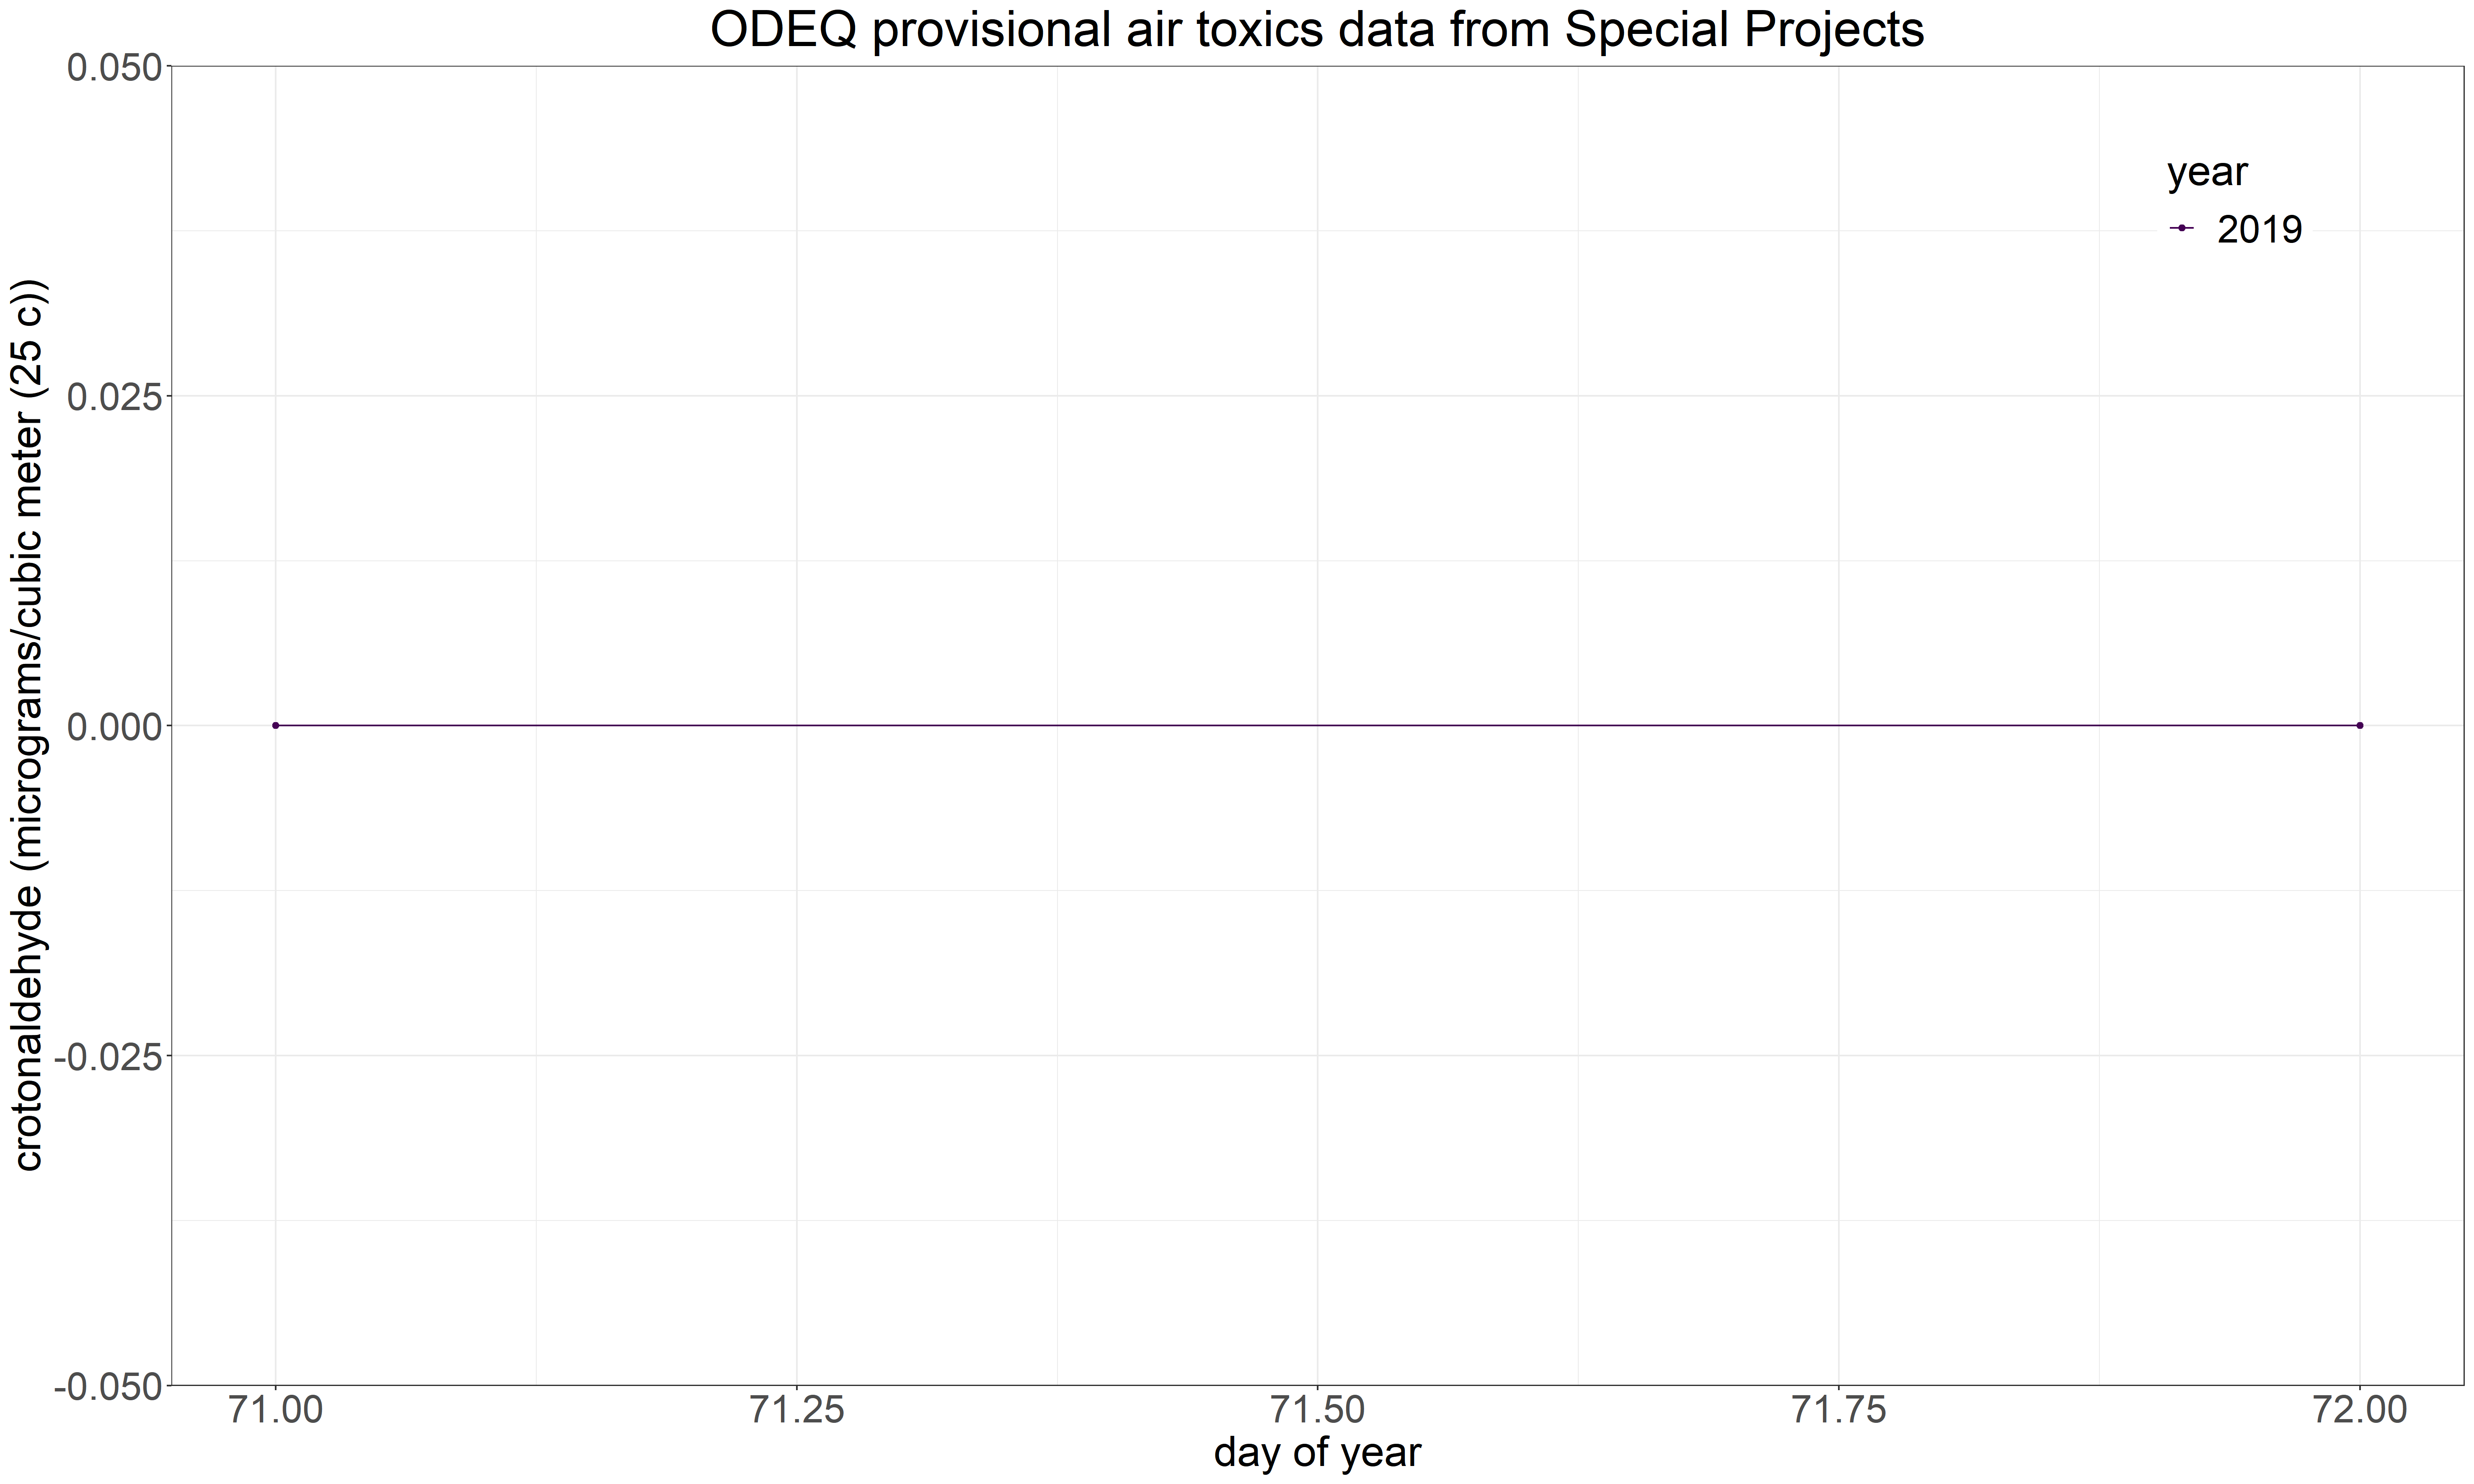 ODEQ provisional air toxics data from Special Projects
crotonaldehyde (micrograms/cubic meter (25 c))
0.050
0.025
0.000
-0.025
-0.050
year
2019
71.00
71.25
71.50
71.75
72.00
day of year